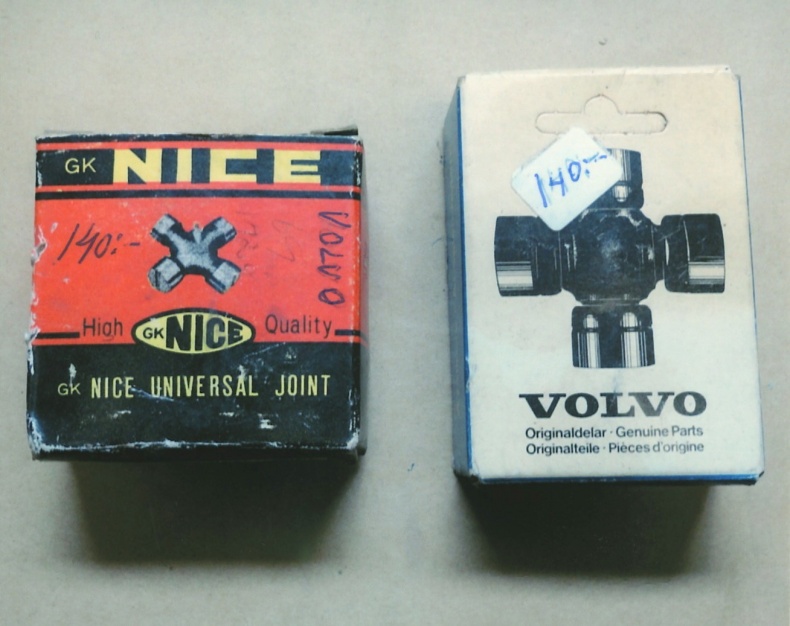 GK NICE
140:-
High GK NICE Quality
GK NICE UNIVERSAL JOINT
140:-
VOLVO
Originaldelar · Genuine Parts
Originalteile · Pièces d'origine